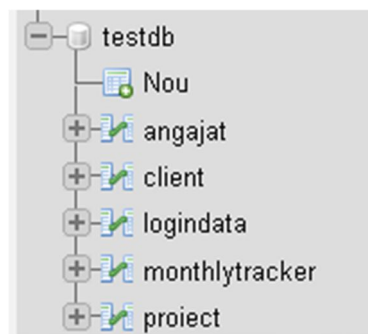 testdb
Nou
angajat
client
logindata
monthlytracker
proiect